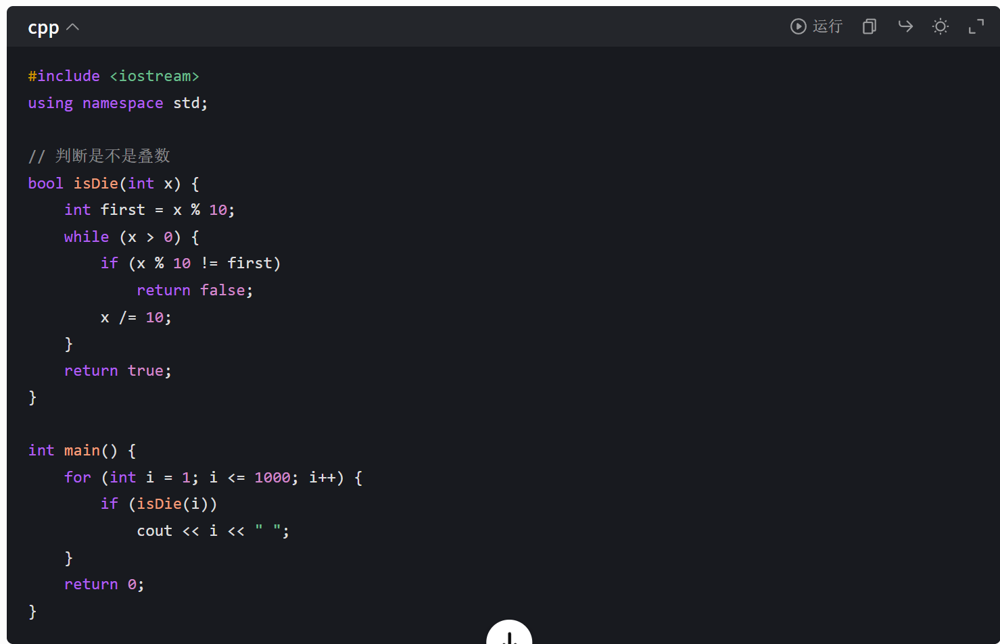 cpp
运行
#include <iostream>
using namespace std;
// 判断是不是叠数
bool isDie(int x) {
    int first = x % 10;
    while (x > 0) {
        if (x % 10 != first)
            return false;
        x /= 10;
    }
    return true;
}
int main() {
    for (int i = 1; i <= 1000; i++) {
        if (isDie(i))
            cout << i << " ";
    }
    return 0;
}